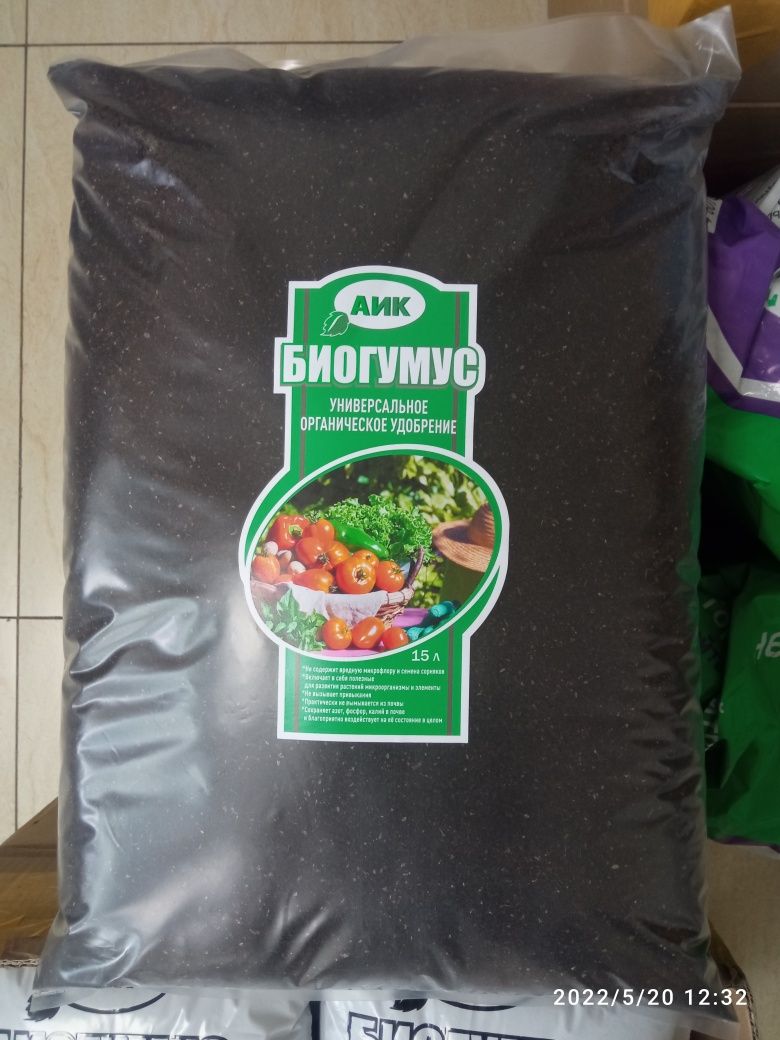 АИК
БИОГУМУС
УНИВЕРСАЛЬНОЕ
ОРГАНИЧЕСКОЕ УДОБРЕНИЕ
15 л
*Не содержит вредную микрофлору и семена сорняков
*Включает в себя полезные
для развития растений микроорганизмы и элементы
*Не вызывает привыкания
*Практически не вымывается из почвы
*Сохраняет азот, фосфор, калий в почве
и благоприятно воздействует на её состояние в целом
2022/5/20 12:32